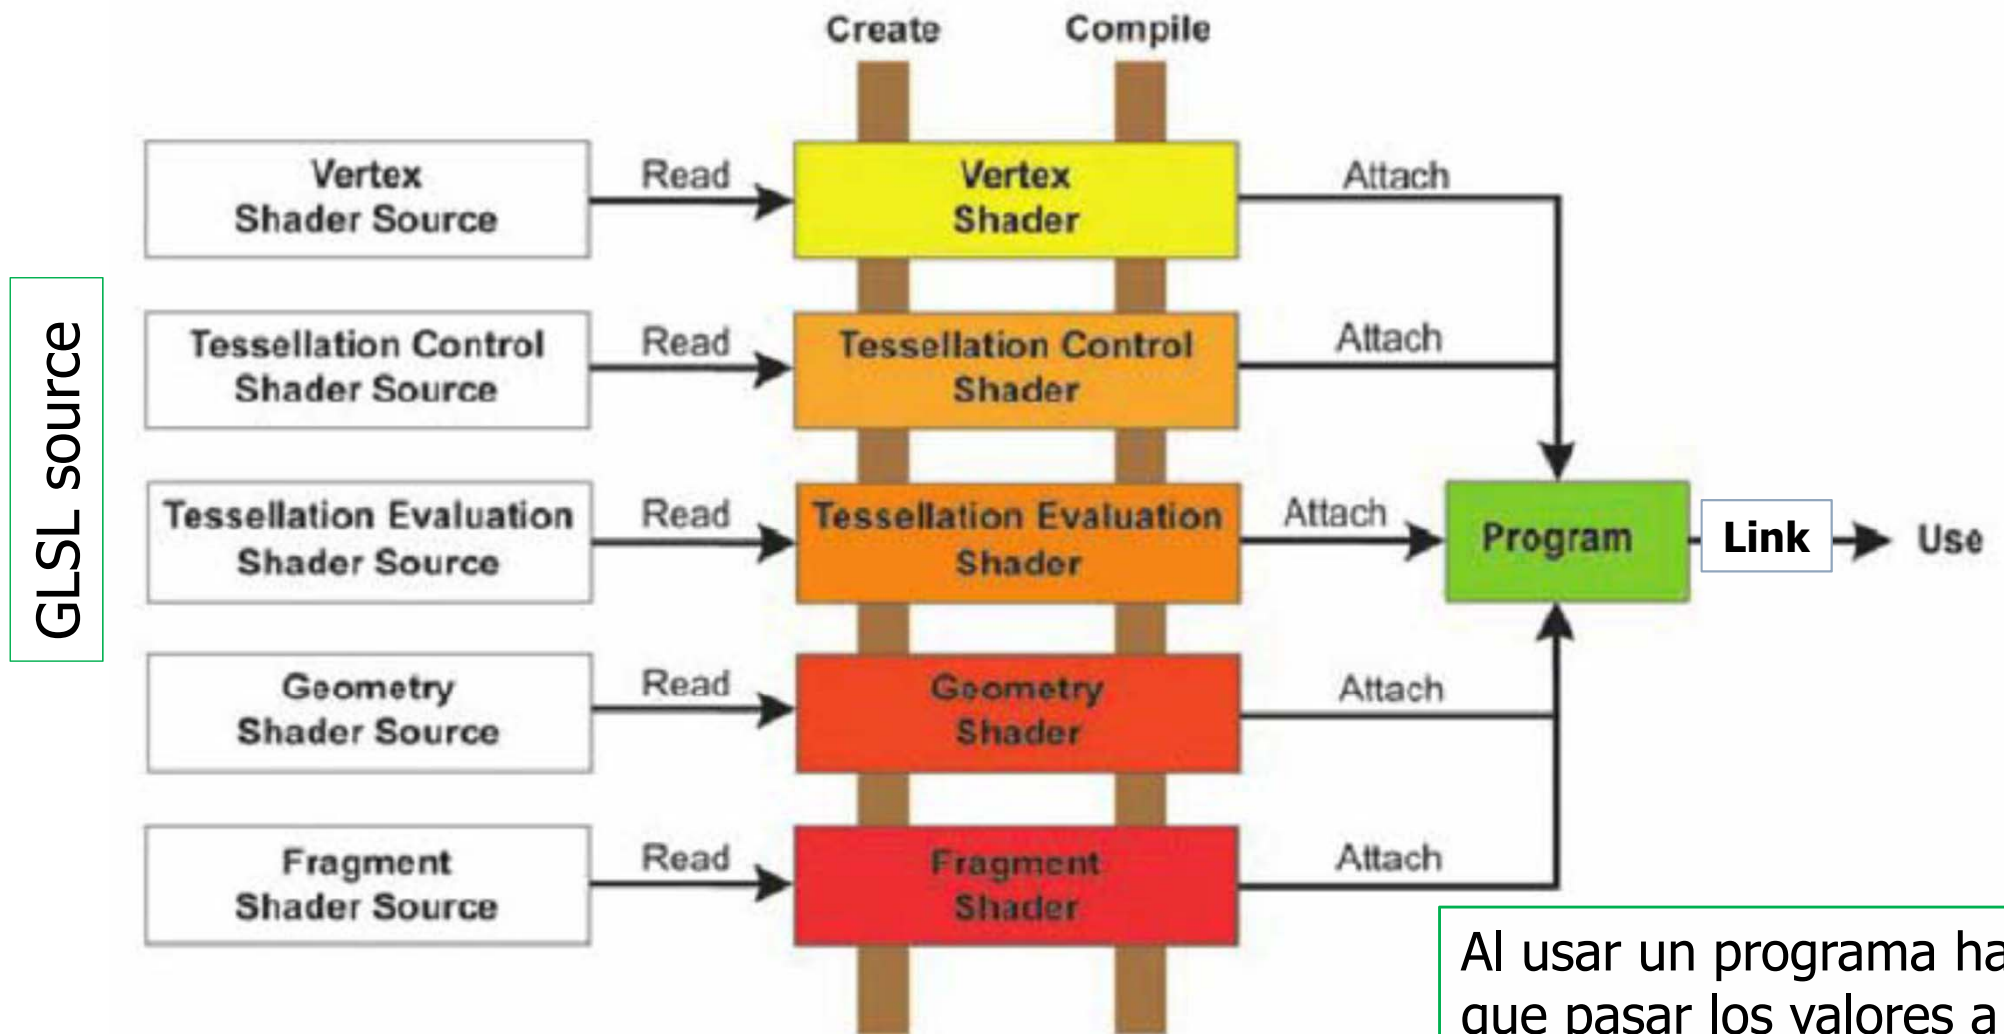 Create
Compile
GLSL source
Vertex
Shader Source
Read
Vertex
Shader
Attach
Tessellation Control
Shader Source
Read
Tessellation Control
Shader
Attach
Tessellation Evaluation
Shader Source
Read
Tessellation Evaluation
Shader
Attach
Program
Link
Use
Geometry
Shader Source
Read
Geometry
Shader
Attach
Fragment
Shader Source
Read
Fragment
Shader
Attach
Al usar un programa ha
que pasar los valores a